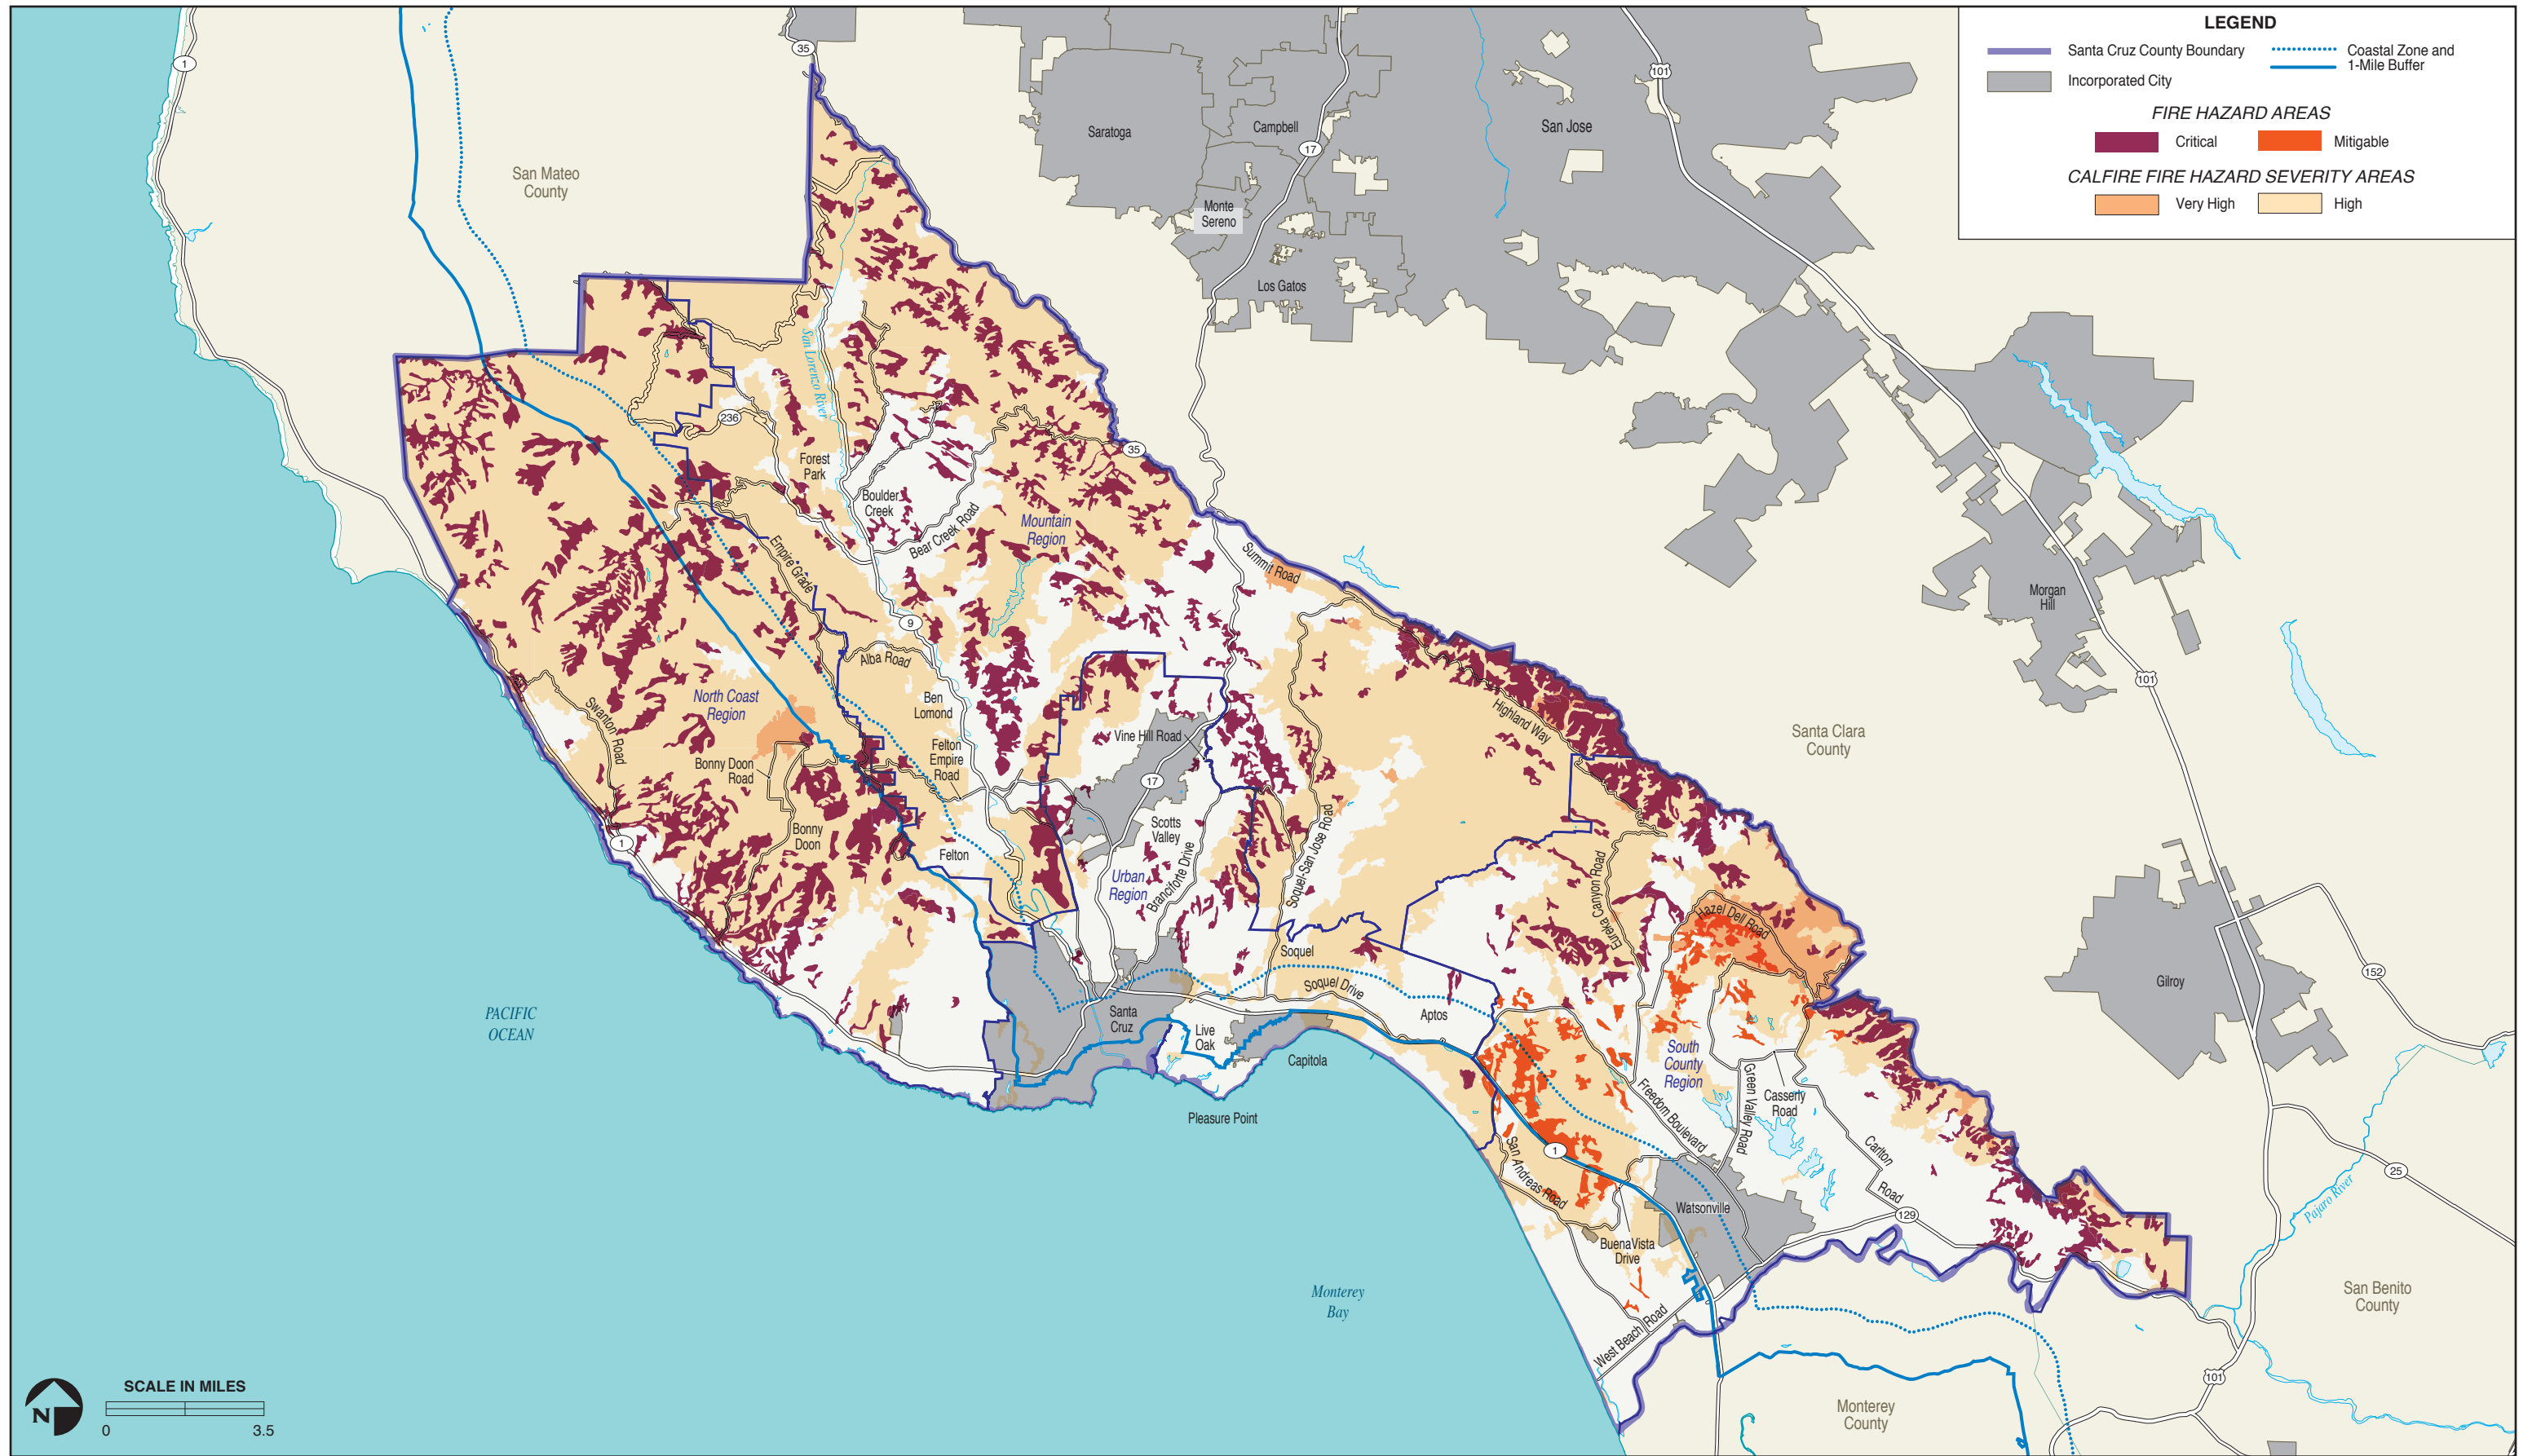 LEGEND
Santa Cruz County Boundary
Incorporated City
Coastal Zone and
1-Mile Buffer
FIRE HAZARD AREAS
Critical
Mitigable
CALFIRE FIRE HAZARD SEVERITY AREAS
Very High
High
1
35
101
17
Saratoga
Campbell
San Jose
San Mateo
County
Monte
Sereno
Los Gatos
San Lorenzo River
236
35
Forest
Park
Boulder
Creek
Bear Creek Road
Mountain
Region
Empire Grade
Summit Road
Morgan
Hill
9
Alba Road
101
North Coast
Region
Ben
Lomond
Swanton Road
Highland Way
Santa Clara
County
Vine Hill Road
Felton
Empire
Road
Bonny Doon
Road
17
Scotts
Valley
Bonny
Doon
1
Felton
Urban
Region
Branciforte Drive
Soquel-San Jose Road
Eureka Canyon Road
Hazel Dell Road
Soquel
Soquel Drive
152
Gilroy
PACIFIC
OCEAN
Santa
Cruz
Live
Oak
Aptos
Capitola
South
County
Region
Pleasure Point
Freedom Boulevard
Green Valley Road
Casserly
Road
Carlton
Road
1
San Andreas Road
25
Watsonville
129
Pajaro River
BuenaVista
Drive
Monterey
Bay
San Benito
County
West Beach Road
101
Monterey
County
N
SCALE IN MILES
0
3.5